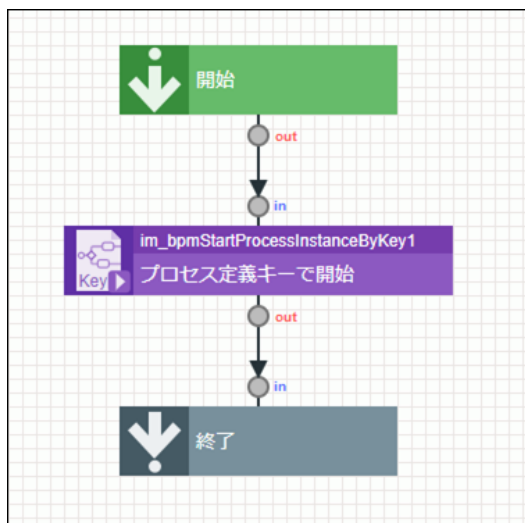 開始
out
in
im_bpmStartProcessInstanceByKey1
Key
プロセス定義キーで開始
out
in
終了